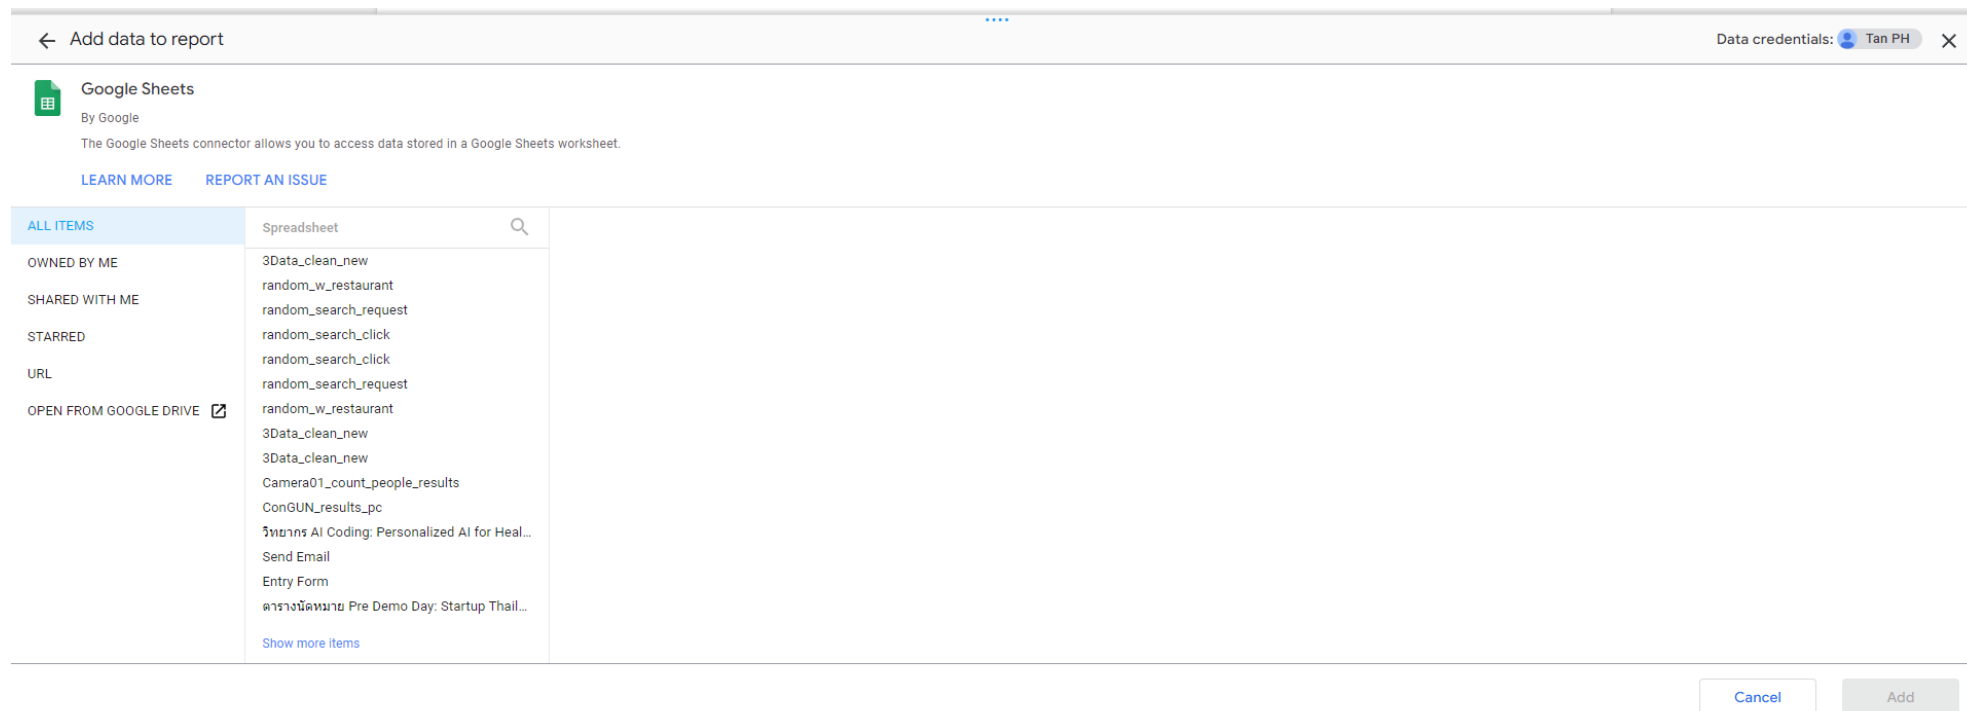 Add data to report
Data credentials: Tan PH
Google Sheets
By Google
The Google Sheets connector allows you to access data stored in a Google Sheets worksheet.
LEARN MORE REPORT AN ISSUE
ALL ITEMS
OWNED BY ME
SHARED WITH ME
STARRED
URL
OPEN FROM GOOGLE DRIVE
Spreadsheet
3Data_clean_new
random_w_restaurant
random_search_request
random_search_click
random_search_click
random_search_request
random_w_restaurant
3Data_clean_new
3Data_clean_new
Camera01_count_people_results
ConGUN_results_pc
วิทยากร AI Coding: Personalized AI for Heal...
Send Email
Entry Form
ตารางนัดหมาย Pre Demo Day: Startup Thail...
Show more items
Cancel Add